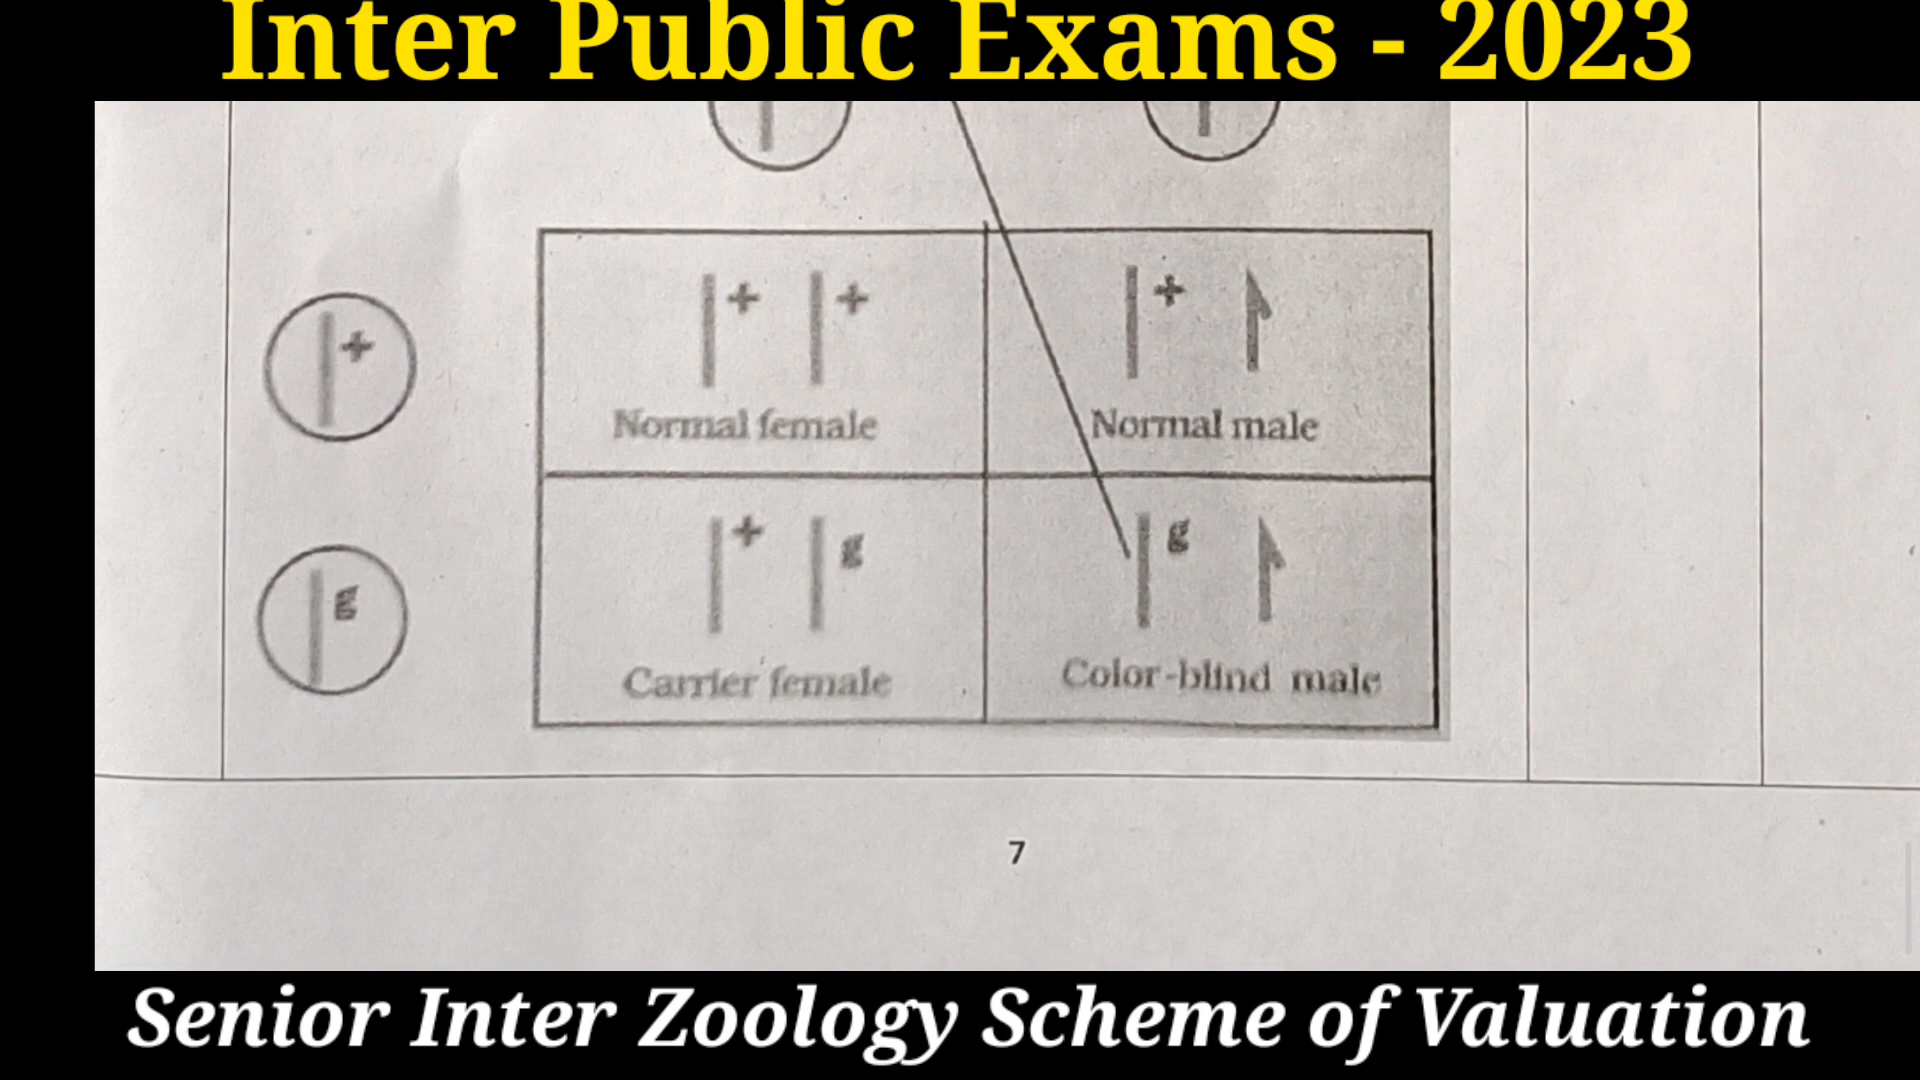 Inter Public Exams - 2023
+ + +
+
Normal female Normal male
+ g g
g
Carrier female Color-blind male
7
Senior Inter Zoology Scheme of Valuation